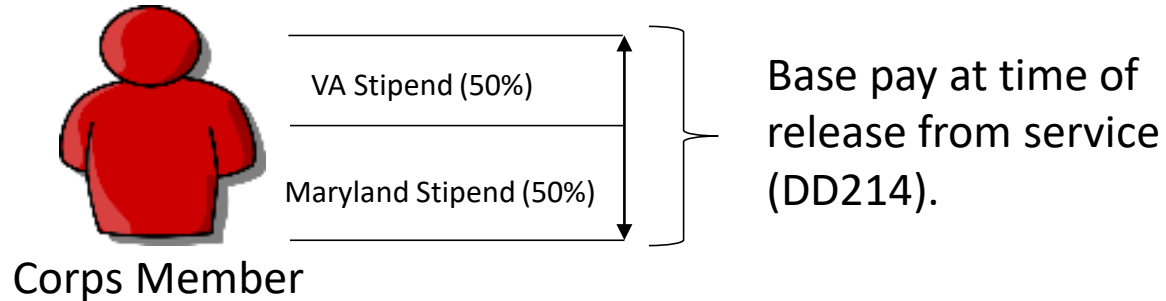 VA Stipend (50%)
Maryland Stipend (50%)
Corps Member
Base pay at time of
release from service
(DD214).